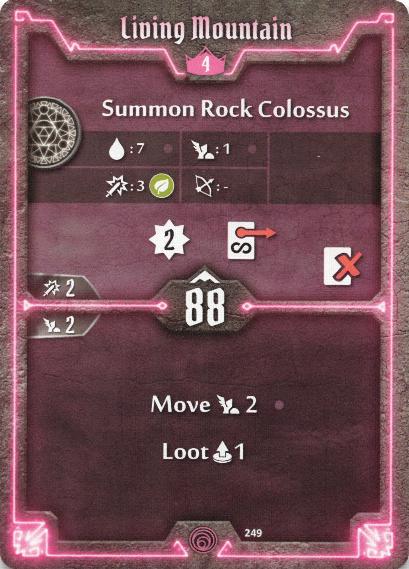 Living Mountain
4
Summon Rock Colossus
:7 :1 -
:3 :-
2
2
88
2
Move 2
Loot 1
249